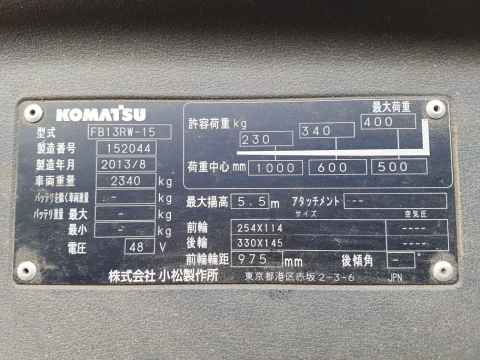 KOMATSU
型式 FB13RW-15
製造番号 152044
製造年月 2013/8
車両重量 2340 kg
バッテリを除く車両重量 - kg
バッテリ重量 最大 - kg
最小 - kg
電圧 48 V
最大荷重
許容荷重 kg 230 340 400
荷重中心 mm 1000 600 500
最大揚高 5.5 m アタッチメント --
サイズ 空気圧
前輪 254X114 ----
後輪 330X145 ----
前輪輪距 975 mm 後傾角 - °
株式会社 小松製作所 東京都港区赤坂 2-3-6 JPN